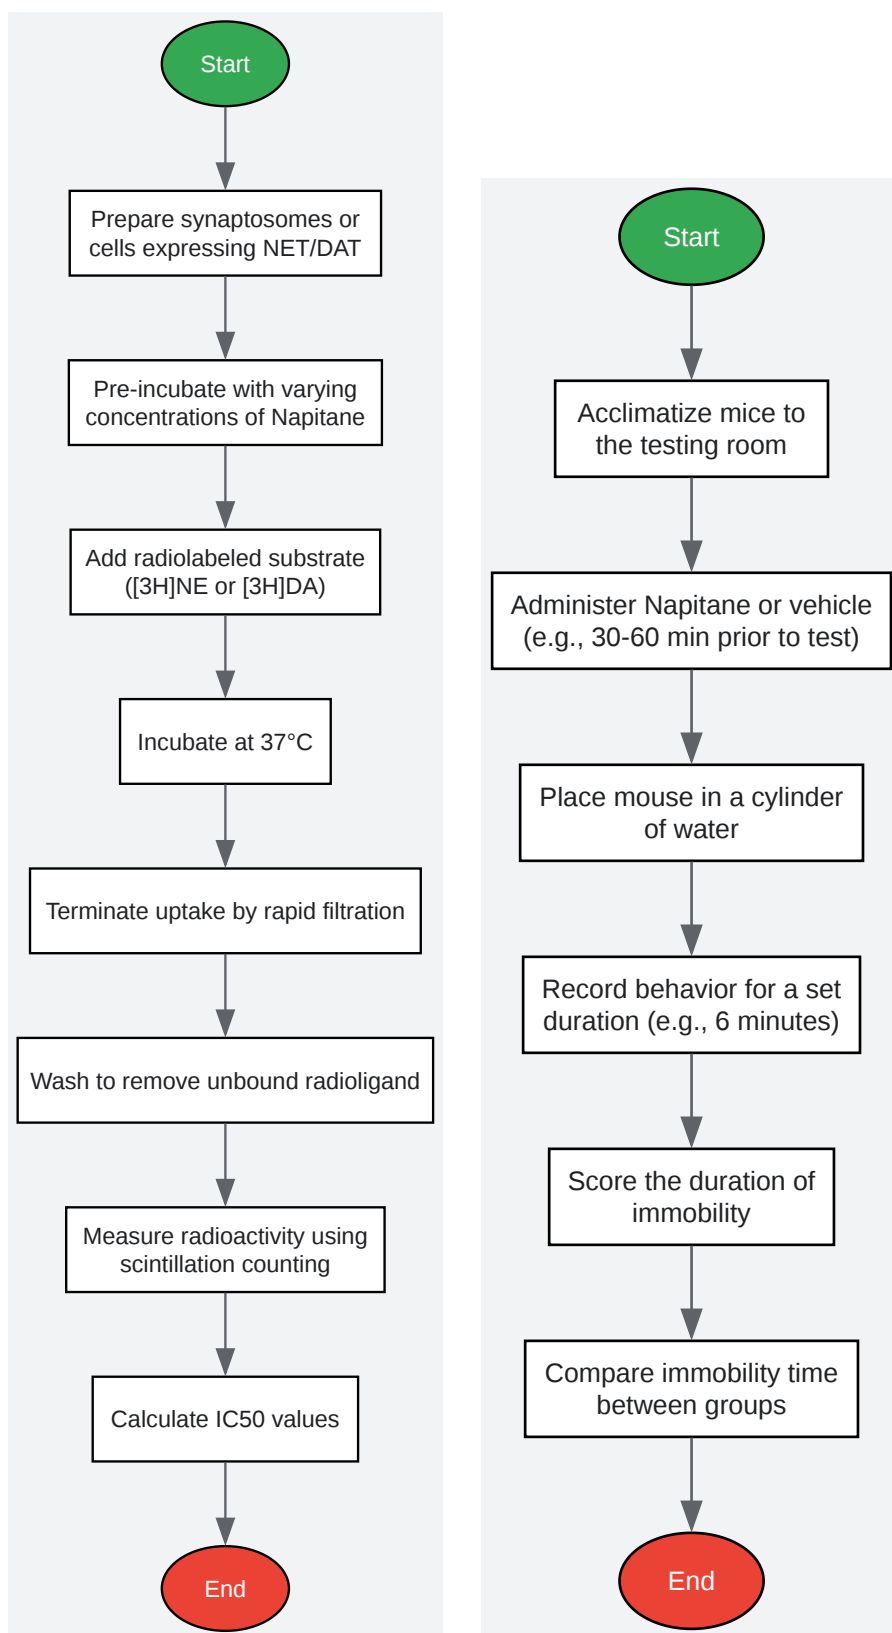 Start
Prepare synaptosomes or
cells expressing NET/DAT
Pre-incubate with varying
concentrations of Napitane
Add radiolabeled substrate
([3H]NE or [3H]DA)
Incubate at 37°C
Terminate uptake by rapid filtration
Wash to remove unbound radioligand
Measure radioactivity using
scintillation counting
Calculate IC50 values
End
Start
Acclimatize mice to
the testing room
Administer Napitane or vehicle
(e.g., 30-60 min prior to test)
Place mouse in a cylinder
of water
Record behavior for a set
duration (e.g., 6 minutes)
Score the duration of
immobility
Compare immobility time
between groups
End